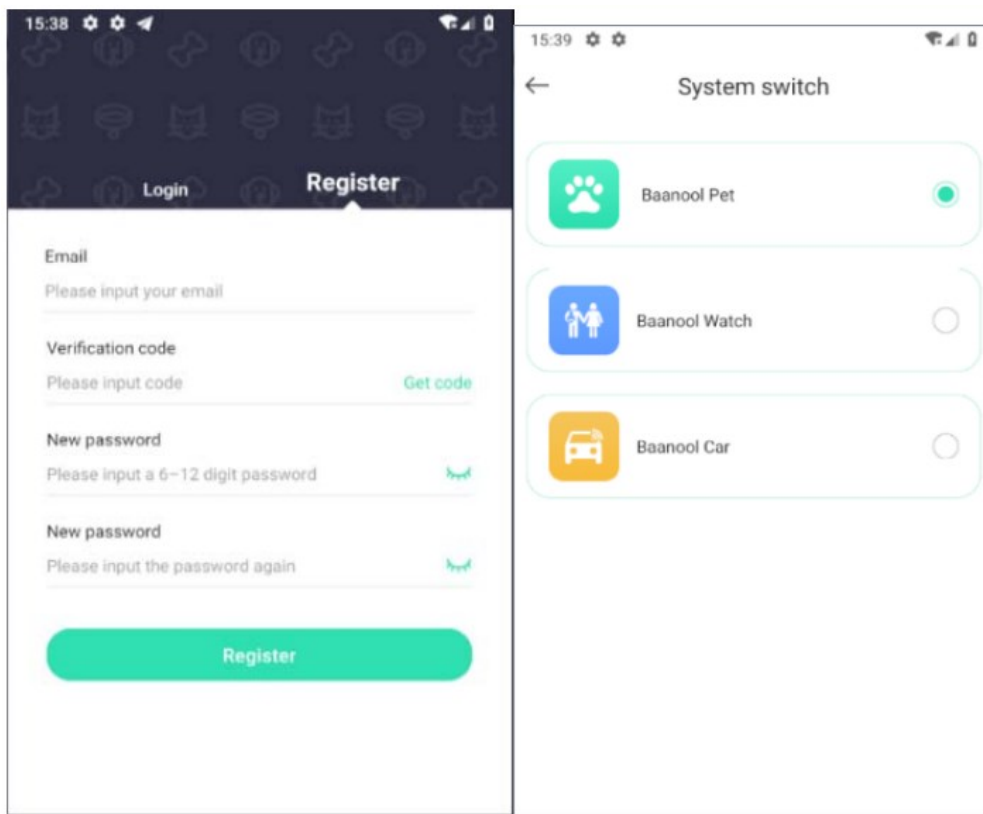 15:38
Login
Register
Email
Please input your email
Verification code
Please input code
Get code
New password
Please input a 6-12 digit password
New password
Please input the password again
Register
15:39
System switch
Baanool Pet
Baanool Watch
Baanool Car